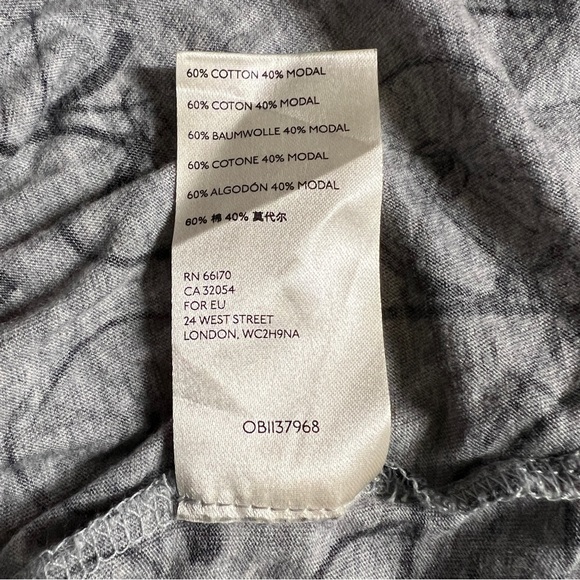 60% COTTON 40% MODAL
60% COTON 40% MODAL
60% BAUMWOLLE 40% MODAL
60% COTONE 40% MODAL
60% ALGODÓN 40% MODAL
60% 棉 40% 莫代尔
RN 66170
CA 32054
FOR EU
24 WEST STREET
LONDON, WC2H9NA
OB1137968